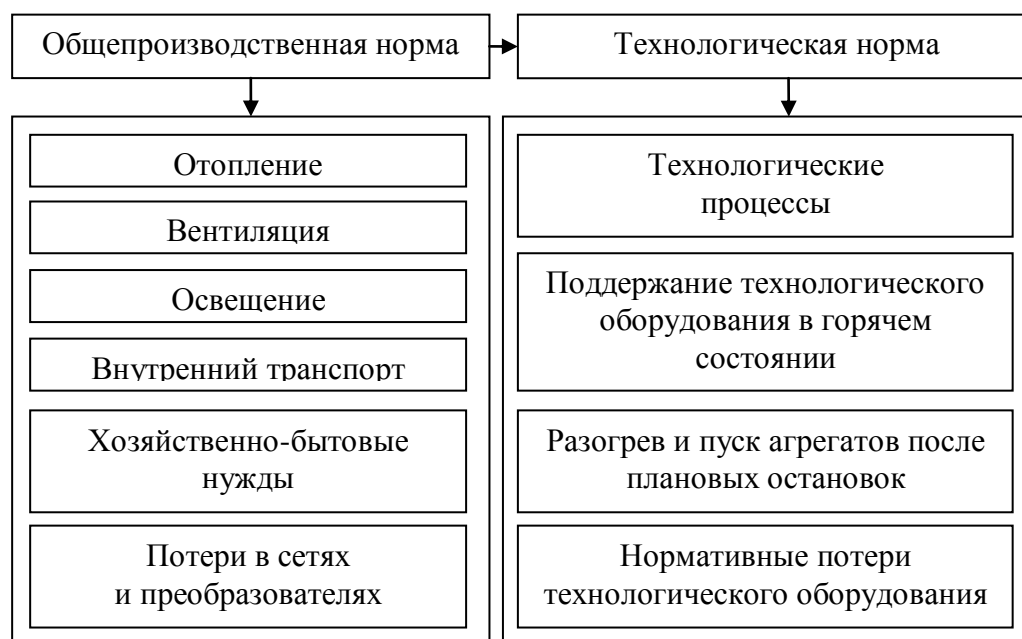 Общепроизводственная норма
Технологическая норма
Отопление
Вентиляция
Освещение
Внутренний транспорт
Хозяйственно-бытовые
нужды
Потери в сетях
и преобразователях
Технологические
процессы
Поддержание технологического
оборудования в горячем
состоянии
Разогрев и пуск агрегатов после
плановых остановок
Нормативные потери
технологического оборудования